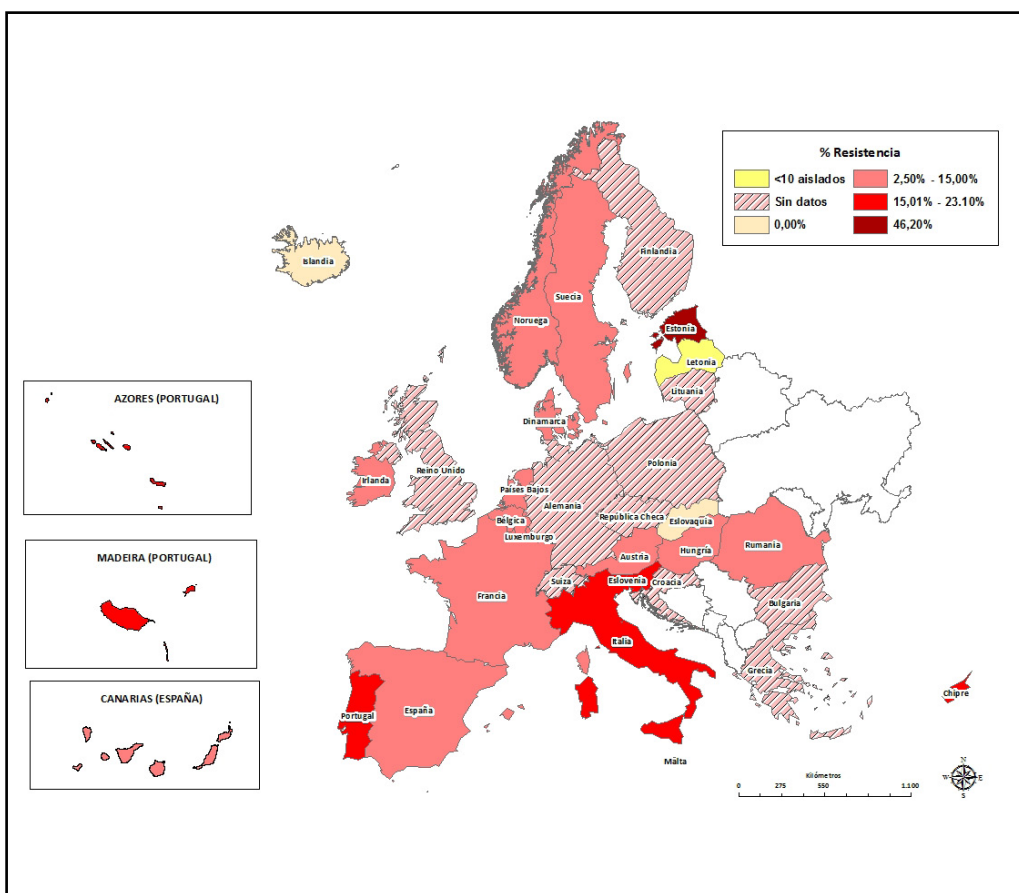 % Resistencia
<10 aislados
2,50% - 15,00%
Sin datos
15,01% - 23.10%
0,00%
46,20%
Islandia
Finlandia
Suecia
Noruega
Estonia
Letonia
Lituania
AZORES (PORTUGAL)
Dinamarca
Reino Unido
Irlanda
Países Bajos
Polonia
Alemania
Bélgica
República Checa
Luxemburgo
Eslovaquia
MADEIRA (PORTUGAL)
Austria
Hungría
Rumanía
Suiza
Eslovenia
Croacia
Francia
Bulgaria
Italia
Grecia
CANARIAS (ESPAÑA)
Chipre
España
Portugal
Malta
Kilómetros
0 275 550 1.100
N
W E
S